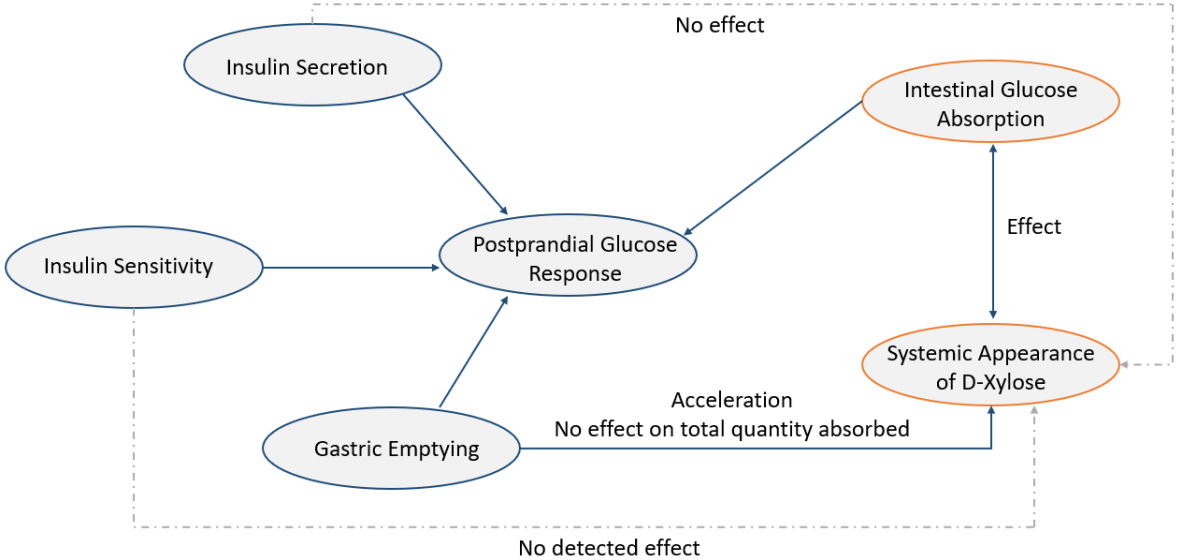 No effect
Insulin Secretion
Intestinal Glucose
Absorption
Insulin Sensitivity
Postprandial Glucose
Response
Effect
Systemic Appearance
of D-Xylose
Acceleration
No effect on total quantity absorbed
Gastric Emptying
No detected effect